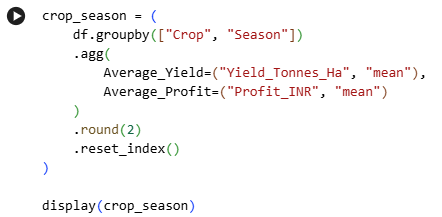 crop_season = (
    df.groupby(["Crop", "Season"])
    .agg(
        Average_Yield=("Yield_Tonnes_Ha", "mean"),
        Average_Profit=("Profit_INR", "mean")
    )
    .round(2)
    .reset_index()
)

display(crop_season)